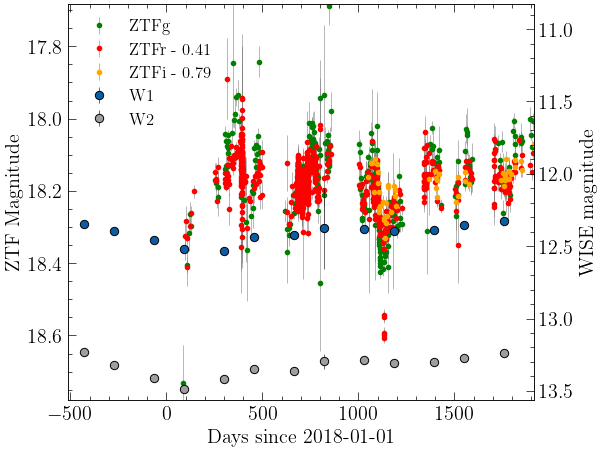 ZTFg
ZTFr - 0.41
ZTFi - 0.79
W1
W2
17.8
18.0
18.2
18.4
18.6
ZTF Magnitude
11.0
11.5
12.0
12.5
13.0
13.5
WISE magnitude
−500 0 500 1000 1500
Days since 2018-01-01